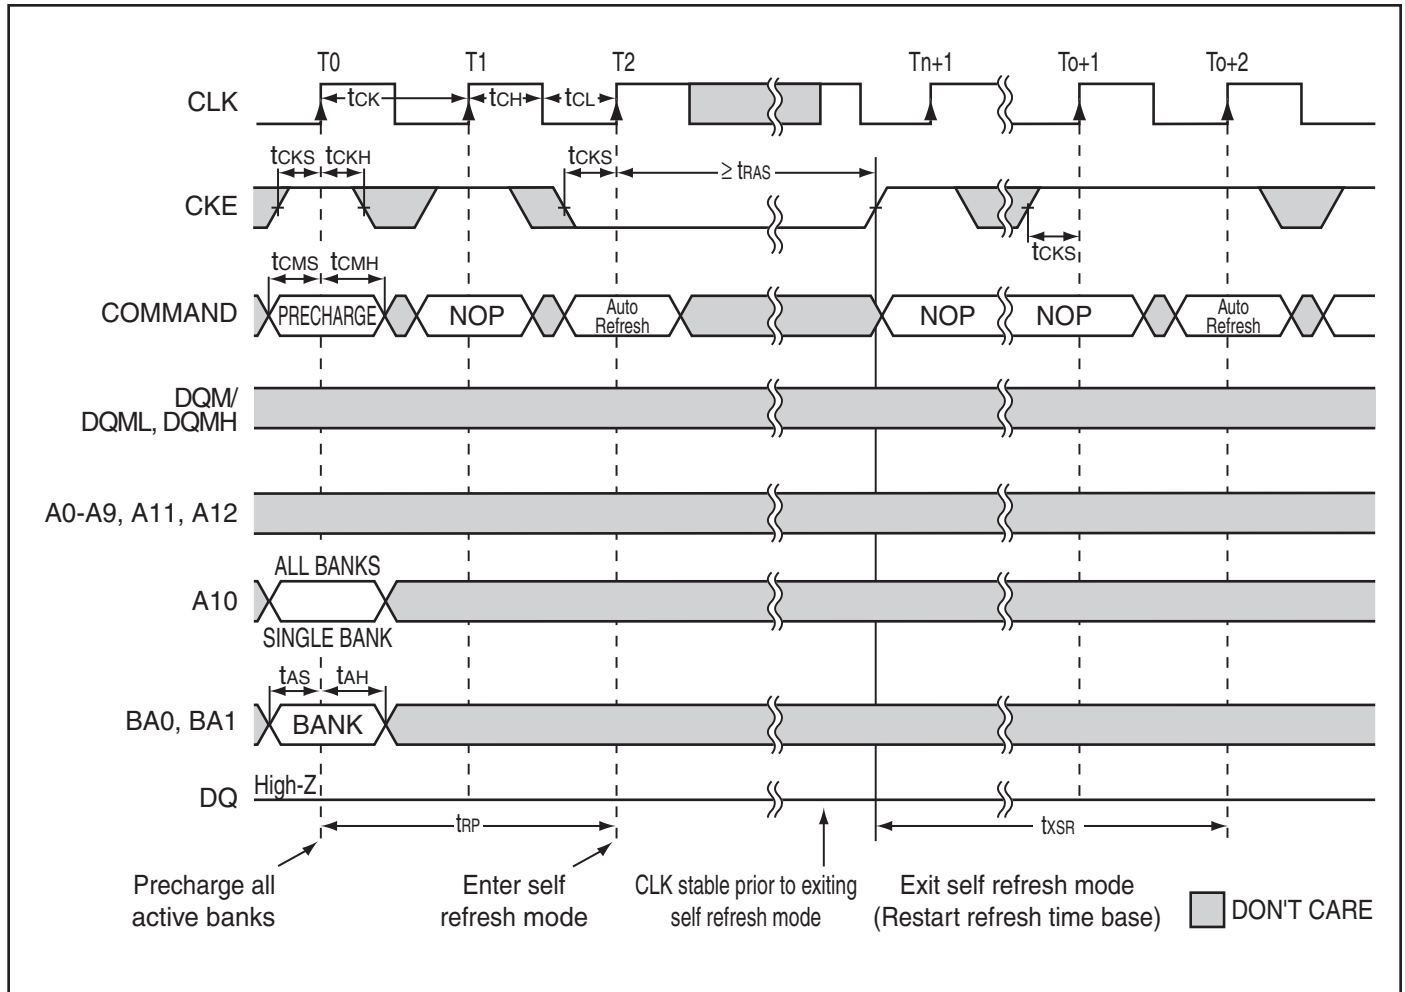 T0 T1 T2 Tn+1 To+1 To+2
CLK
tCK tCH tCL
tCKS tCKH tCKS ≥ tRAS
CKE
tCKS
tCMS tCMH
COMMAND PRECHARGE NOP Auto Refresh NOP NOP Auto Refresh
DQM/
DQML, DQMH
A0-A9, A11, A12
ALL BANKS
A10
SINGLE BANK
tAS tAH
BA0, BA1 BANK
DQ High-Z
tRP tXSR
Precharge all
active banks
Enter self
refresh mode
CLK stable prior to exiting
self refresh mode
Exit self refresh mode
(Restart refresh time base)
DON'T CARE